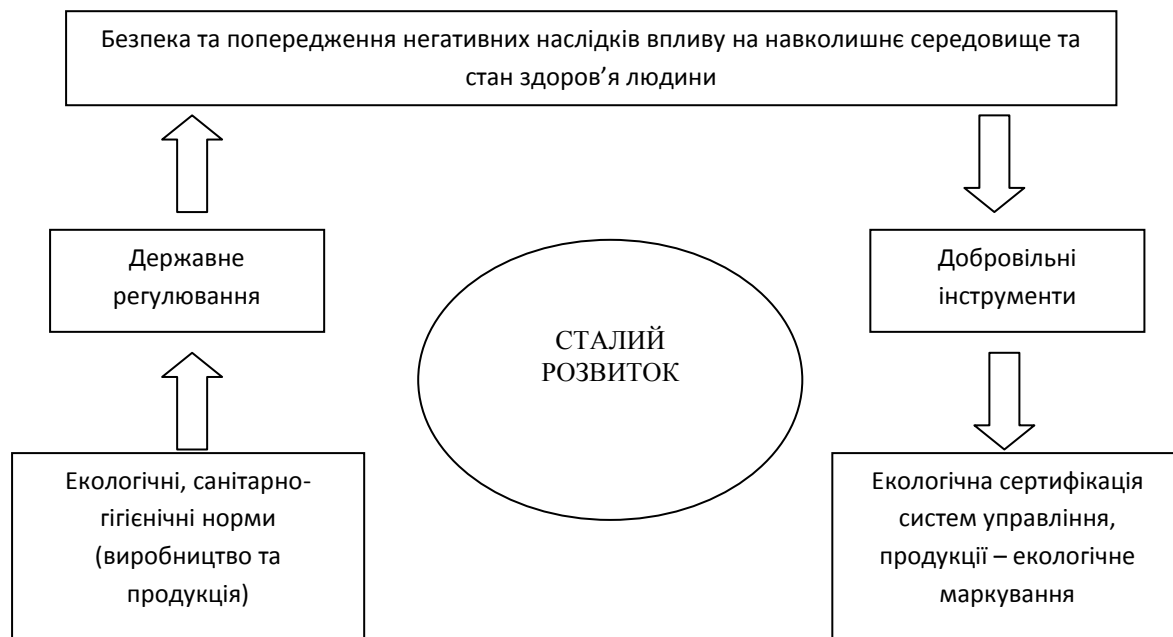 Безпека та попередження негативних наслідків впливу на навколишнє середовище та
стан здоров’я людини
Державне
регулювання
Добровільні
інструменти
СТАЛИЙ
РОЗВИТОК
Екологічні, санітарно-
гігієнічні норми
(виробництво та
продукція)
Екологічна сертифікація
систем управління,
продукції – екологічне
маркування